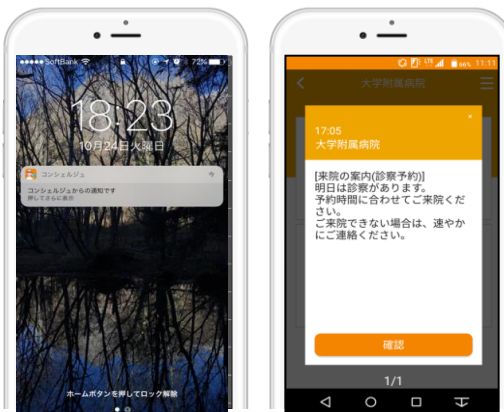 SoftBank
72%
18:23
10月24日火曜日
コンシェルジュ
今
コンシェルジュからの通知です
押してさらに表示
ホームボタンを押してロック解除
LTE 66% 11:11
大学附属病院
17:05
大学附属病院
[来院の案内(診察予約)]
明日は診察があります。
予約時間に合わせてご来院くだ
さい。
ご来院できない場合は、速やか
にご連絡ください。
確認
1/1